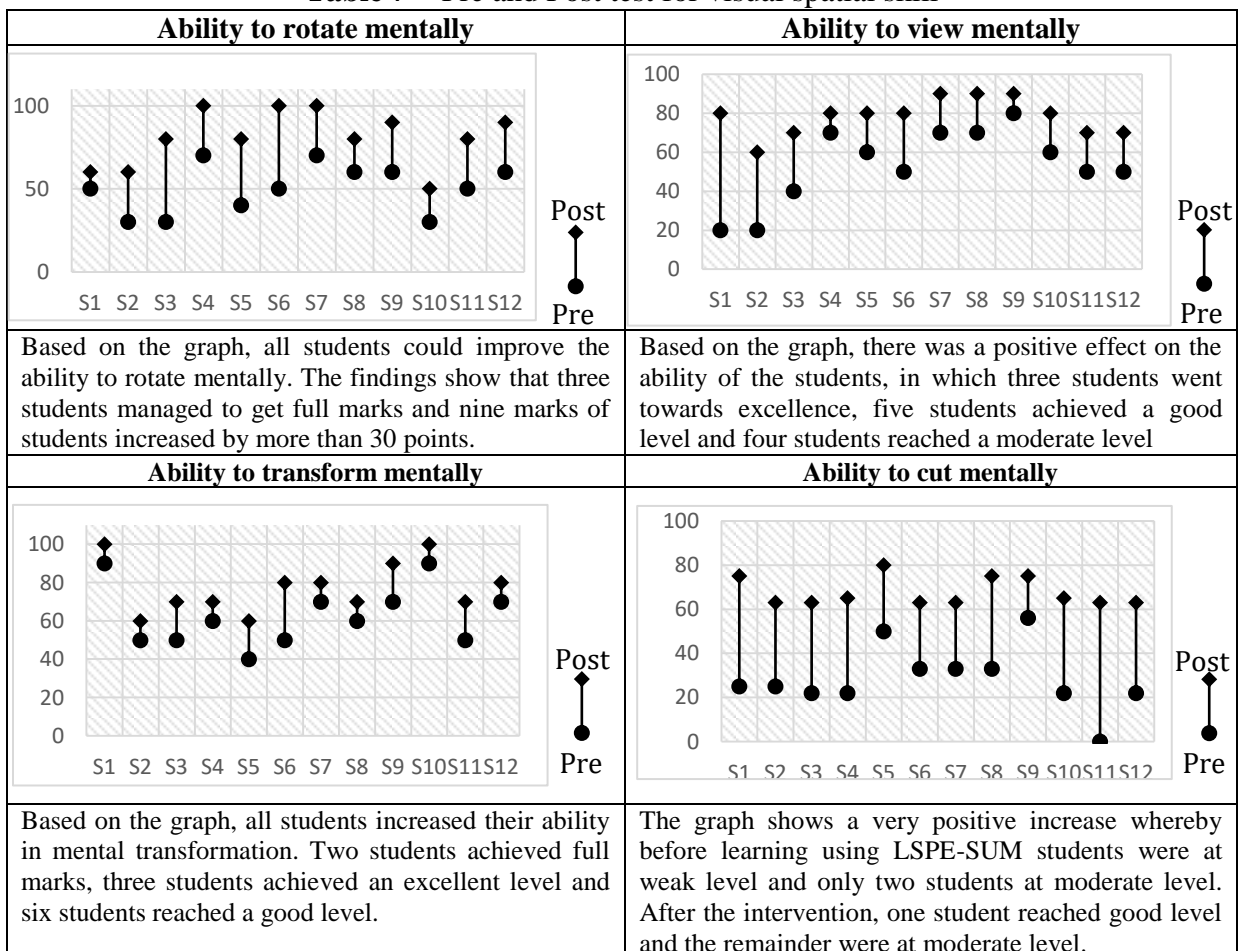 Ability to rotate mentally
Ability to view mentally
100
50
0
S1 S2 S3 S4 S5 S6 S7 S8 S9 S10 S11 S12
Post
Pre
100
80
60
40
20
0
S1 S2 S3 S4 S5 S6 S7 S8 S9 S10 S11 S12
Post
Pre
Based on the graph, all students could improve the
ability to rotate mentally. The findings show that three
students managed to get full marks and nine marks of
students increased by more than 30 points.
Based on the graph, there was a positive effect on the
ability of the students, in which three students went
towards excellence, five students achieved a good
level and four students reached a moderate level
Ability to transform mentally
Ability to cut mentally
100
80
60
40
20
0
S1 S2 S3 S4 S5 S6 S7 S8 S9 S10 S11 S12
Post
Pre
100
80
60
40
20
0
S1 S2 S3 S4 S5 S6 S7 S8 S9 S10 S11 S12
Post
Pre
Based on the graph, all students increased their ability
in mental transformation. Two students achieved full
marks, three students achieved an excellent level and
six students reached a good level.
The graph shows a very positive increase whereby
before learning using LSPE-SUM students were at
weak level and only two students at moderate level.
After the intervention, one student reached good level
and the remainder were at moderate level.